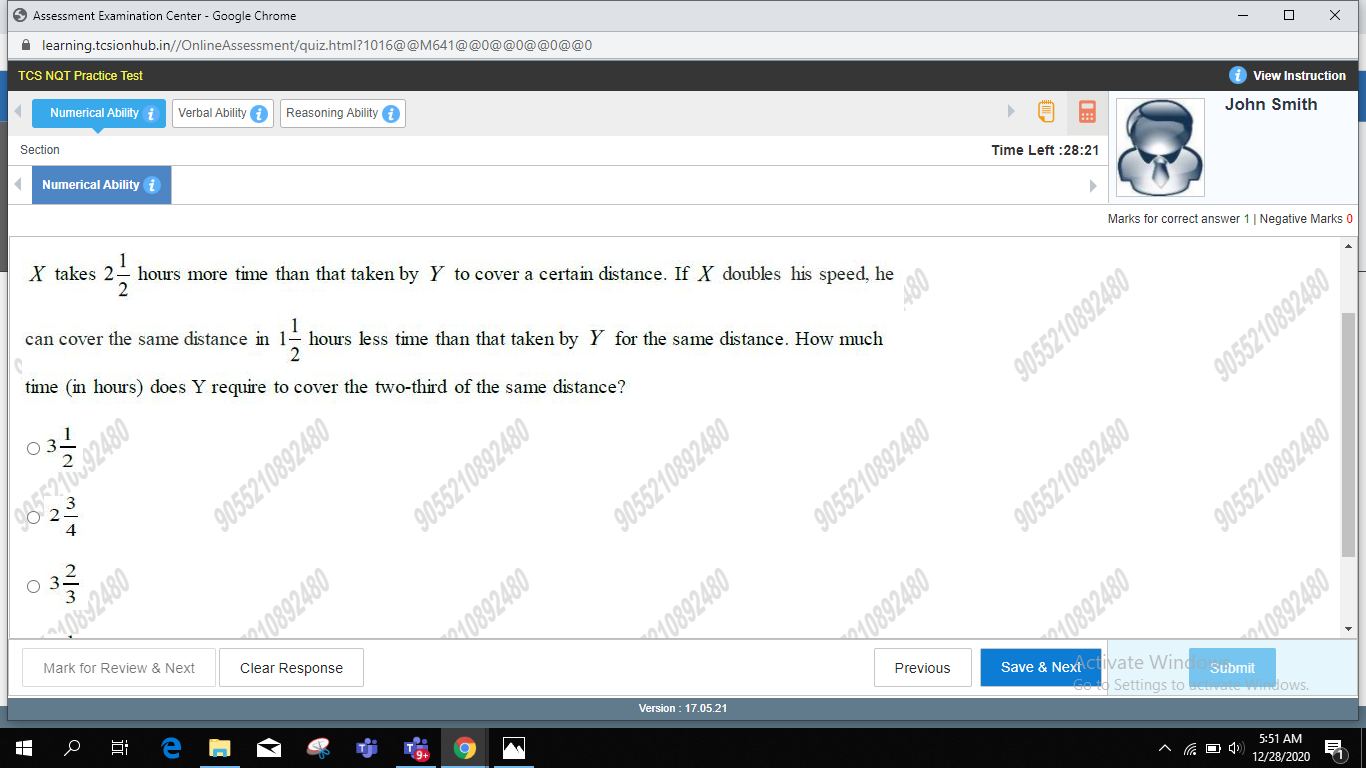 Assessment Examination Center - Google Chrome
learning.tcsionhub.in//OnlineAssessment/quiz.html?1016@@M641@@0@@0@@0@@0
TCS NQT Practice Test
View Instruction
Numerical Ability
Verbal Ability
Reasoning Ability
John Smith
Section
Time Left :28:21
Numerical Ability
Marks for correct answer 1 | Negative Marks 0
X takes 2 1/2 hours more time than that taken by Y to cover a certain distance. If X doubles his speed, he
can cover the same distance in 1 1/2 hours less time than that taken by Y for the same distance. How much
time (in hours) does Y require to cover the two-third of the same distance?
3 1/2
2 3/4
3 2/3
9055210892480
Mark for Review & Next
Clear Response
Previous
Save & Next
Submit
Activate Windows
Go to Settings to activate Windows.
Version : 17.05.21
9+
5:51 AM
12/28/2020
1